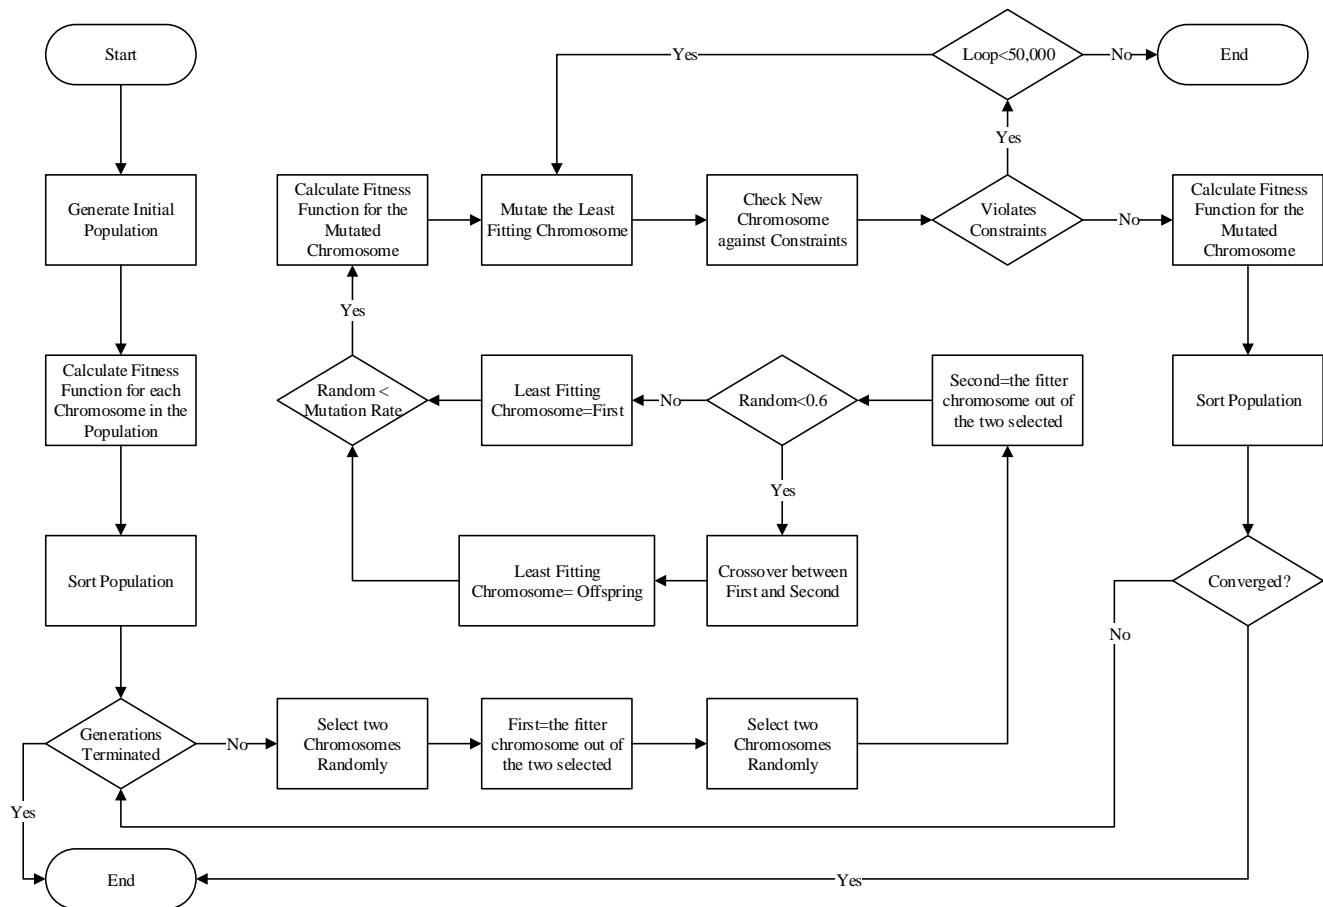 Start
Yes
Loop<50,000
No
End
Yes
Generate Initial
Population
Calculate Fitness
Function for the
Mutated
Chromosome
Mutate the Least
Fitting Chromosome
Check New
Chromosome
against Constraints
Violates
Constraints
No
Calculate Fitness
Function for the
Mutated
Chromosome
Yes
Calculate Fitness
Function for each
Chromosome in the
Population
Random <
Mutation Rate
Least Fitting
Chromosome=First
No
Random<0.6
Second=the fitter
chromosome out of
the two selected
Sort Population
Yes
Sort Population
Least Fitting
Chromosome= Offspring
Crossover between
First and Second
Converged?
No
Generations
Terminated
No
Select two
Chromosomes
Randomly
First=the fitter
chromosome out of
the two selected
Select two
Chromosomes
Randomly
Yes
End
Yes